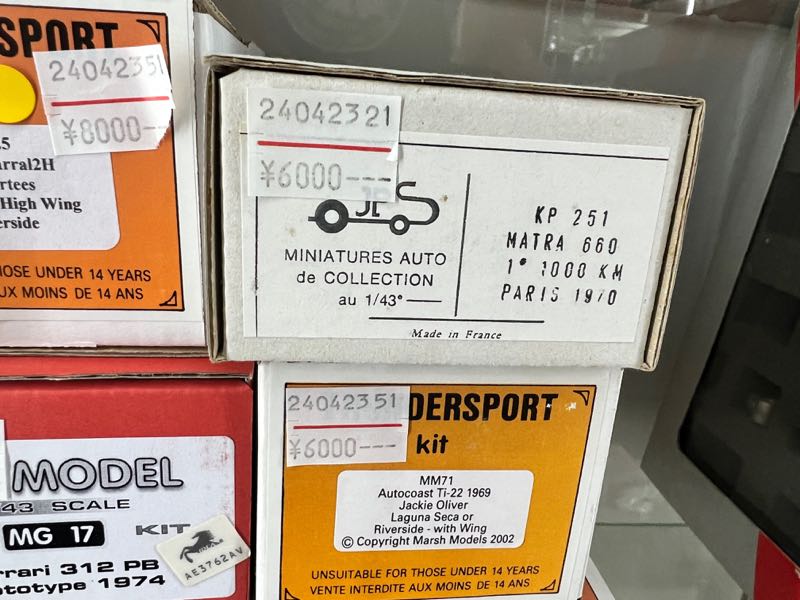 SPORT
24042351
¥8000-
5
arral2H
rtees
High Wing
erside
HOSE UNDER 14 YEARS
UX MOINS DE 14 ANS
24042321
¥6000---
JPS
MINIATURES AUTO
de COLLECTION
au 1/43e
KP 251
MATRA 660
1° 1000 KM
PARIS 1970
Made in France
24042351
¥6000---
DERSPORT
kit
MM71
Autocoast Ti-22 1969
Jackie Oliver
Laguna Seca or
Riverside - with Wing
© Copyright Marsh Models 2002
UNSUITABLE FOR THOSE UNDER 14 YEARS
VENTE INTERDITE AUX MOINS DE 14 ANS
MODEL
43 SCALE
MG 17 KIT
rrari 312 PB
ototype 1974
AE3762AV